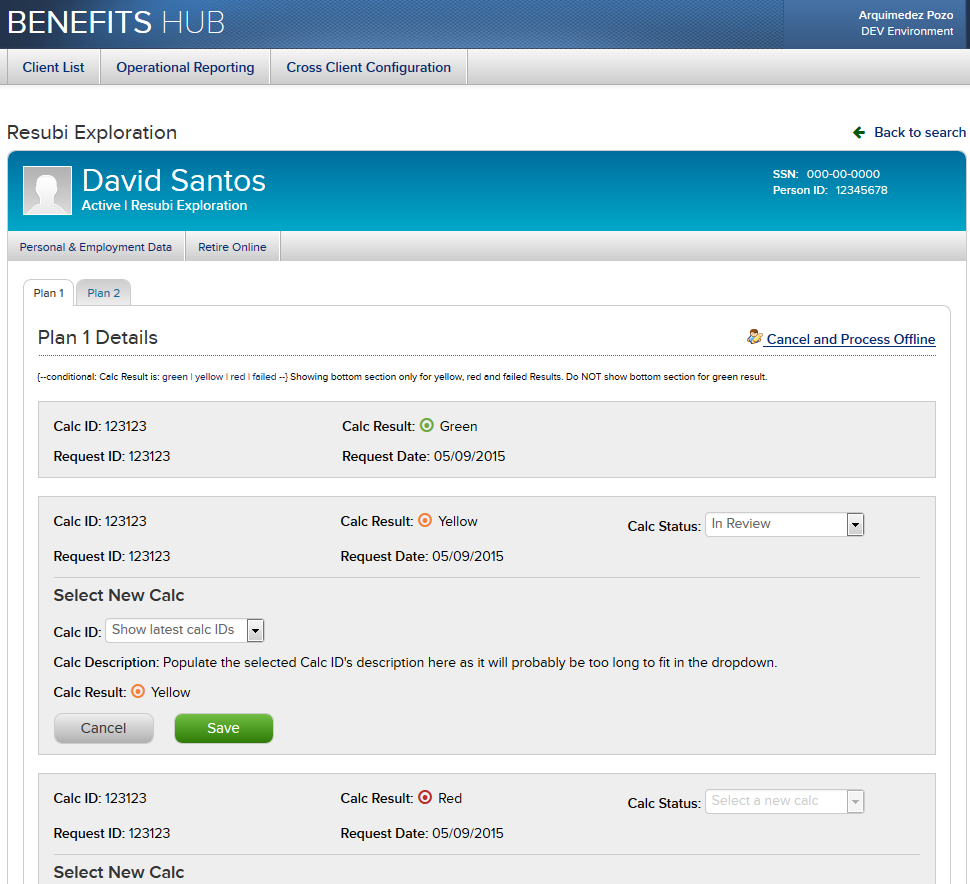 BENEFITS HUB
Arquimedez Pozo
DEV Environment
Client List
Operational Reporting
Cross Client Configuration
Resubi Exploration
Back to search
David Santos
Active | Resubi Exploration
SSN: 000-00-0000
Person ID: 12345678
Personal & Employment Data
Retire Online
Plan 1
Plan 2
Plan 1 Details
Cancel and Process Offline
{--conditional: Calc Result is: green | yellow | red | failed --} Showing bottom section only for yellow, red and failed Results. Do NOT show bottom section for green result.
Calc ID: 123123
Calc Result: Green
Request ID: 123123
Request Date: 05/09/2015
Calc ID: 123123
Calc Result: Yellow
Calc Status: In Review
Request ID: 123123
Request Date: 05/09/2015
Select New Calc
Calc ID: Show latest calc IDs
Calc Description: Populate the selected Calc ID's description here as it will probably be too long to fit in the dropdown.
Calc Result: Yellow
Cancel
Save
Calc ID: 123123
Calc Result: Red
Calc Status: Select a new calc
Request ID: 123123
Request Date: 05/09/2015
Select New Calc